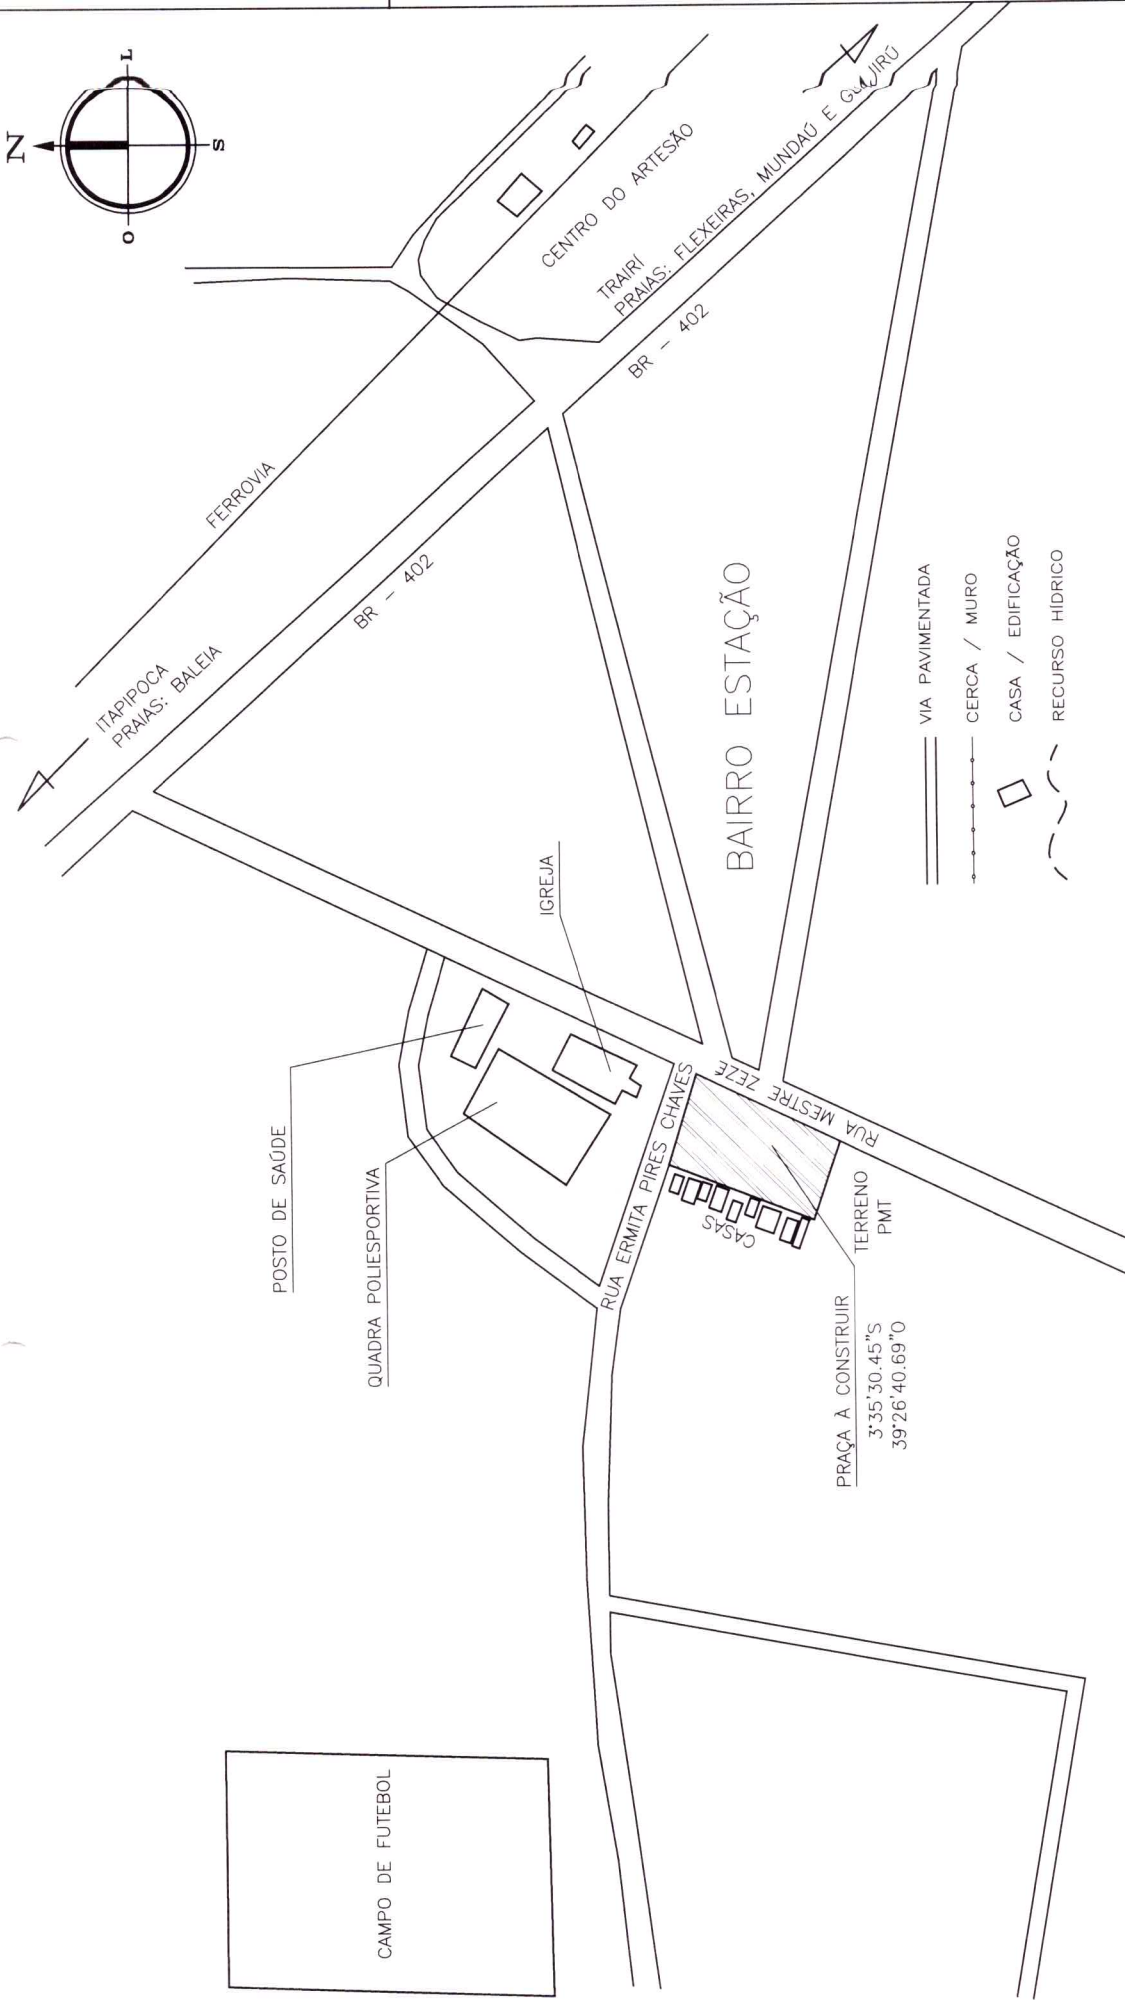 N
O
L
S
FERROVIA
ITAPIPOCA
PRAIAS: BALEIA
BR - 402
CENTRO DO ARTESÃO
TRAIRÍ
PRAIAS: FLEXEIRAS, MUNDAÚ E GUAJIRÚ
BR - 402
POSTO DE SAÚDE
QUADRA POLIESPORTIVA
IGREJA
BAIRRO ESTAÇÃO
CAMPO DE FUTEBOL
RUA ERMITA PIRES CHAVES
RUA MESTRE ZEZÉ
CASAS
TERRENO
PMT
PRAÇA À CONSTRUIR
3°35'30.45"S
39°26'40.69"O
VIA PAVIMENTADA
CERCA / MURO
CASA / EDIFICAÇÃO
RECURSO HÍDRICO